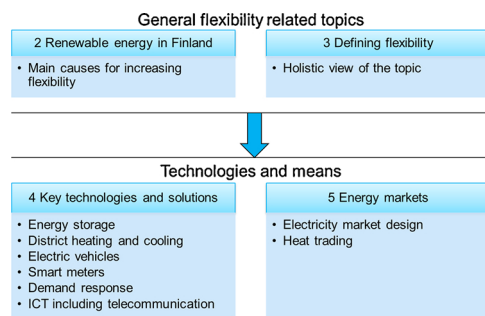 General flexibility related topics
2 Renewable energy in Finland
• Main causes for increasing
flexibility
3 Defining flexibility
• Holistic view of the topic
Technologies and means
4 Key technologies and solutions
• Energy storage
• District heating and cooling
• Electric vehicles
• Smart meters
• Demand response
• ICT including telecommunication
5 Energy markets
• Electricity market design
• Heat trading